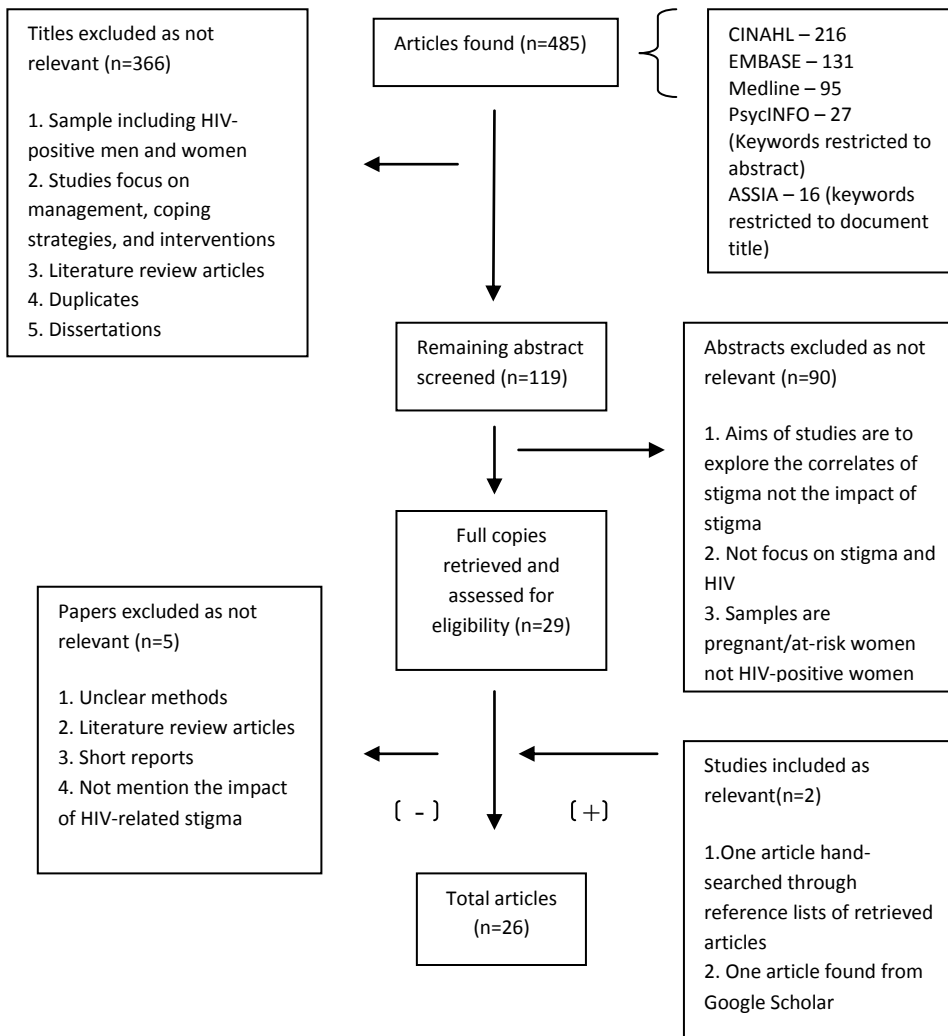 Titles excluded as not
relevant (n=366)
1. Sample including HIV-
positive men and women
2. Studies focus on
management, coping
strategies, and interventions
3. Literature review articles
4. Duplicates
5. Dissertations
Articles found (n=485)
CINAHL – 216
EMBASE – 131
Medline – 95
PsycINFO – 27
(Keywords restricted to
abstract)
ASSIA – 16 (keywords
restricted to document
title)
Remaining abstract
screened (n=119)
Abstracts excluded as not
relevant (n=90)
1. Aims of studies are to
explore the correlates of
stigma not the impact of
stigma
2. Not focus on stigma and
HIV
3. Samples are
pregnant/at-risk women
not HIV-positive women
Full copies
retrieved and
assessed for
eligibility (n=29)
Papers excluded as not
relevant (n=5)
1. Unclear methods
2. Literature review articles
3. Short reports
4. Not mention the impact
of HIV-related stigma
( - )
(+)
Studies included as
relevant(n=2)
1.One article hand-
searched through
reference lists of retrieved
articles
2. One article found from
Google Scholar
Total articles
(n=26)